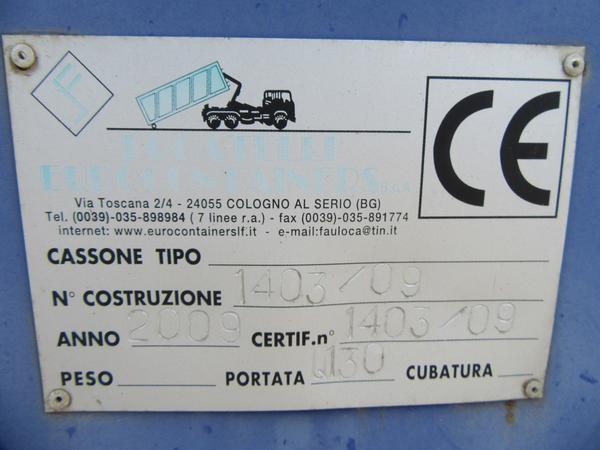 LOCATELLI
EUROCONTAINERS S.p.A.
CE
Via Toscana 2/4 - 24055 COLOGNO AL SERIO (BG)
Tel. (0039)-035-898984 ( 7 linee r.a.) - fax (0039)-035-891774
internet: www.eurocontainerslf.it - e-mail:fauloca@tin.it
CASSONE TIPO
N° COSTRUZIONE 1403/09
ANNO 2009 CERTIF.n° 1403/09
PESO PORTATA Q130 CUBATURA